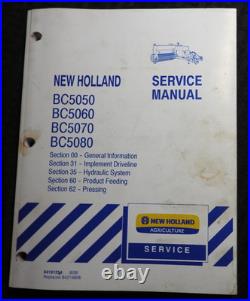 NEW HOLLAND
SERVICE
MANUAL
BC5050
BC5060
BC5070
BC5080
Section 00 - General Information
Section 31 - Implement Driveline
Section 35 - Hydraulic System
Section 60 - Product Feeding
Section 62 - Pressing
NEW HOLLAND
AGRICULTURE
SERVICE